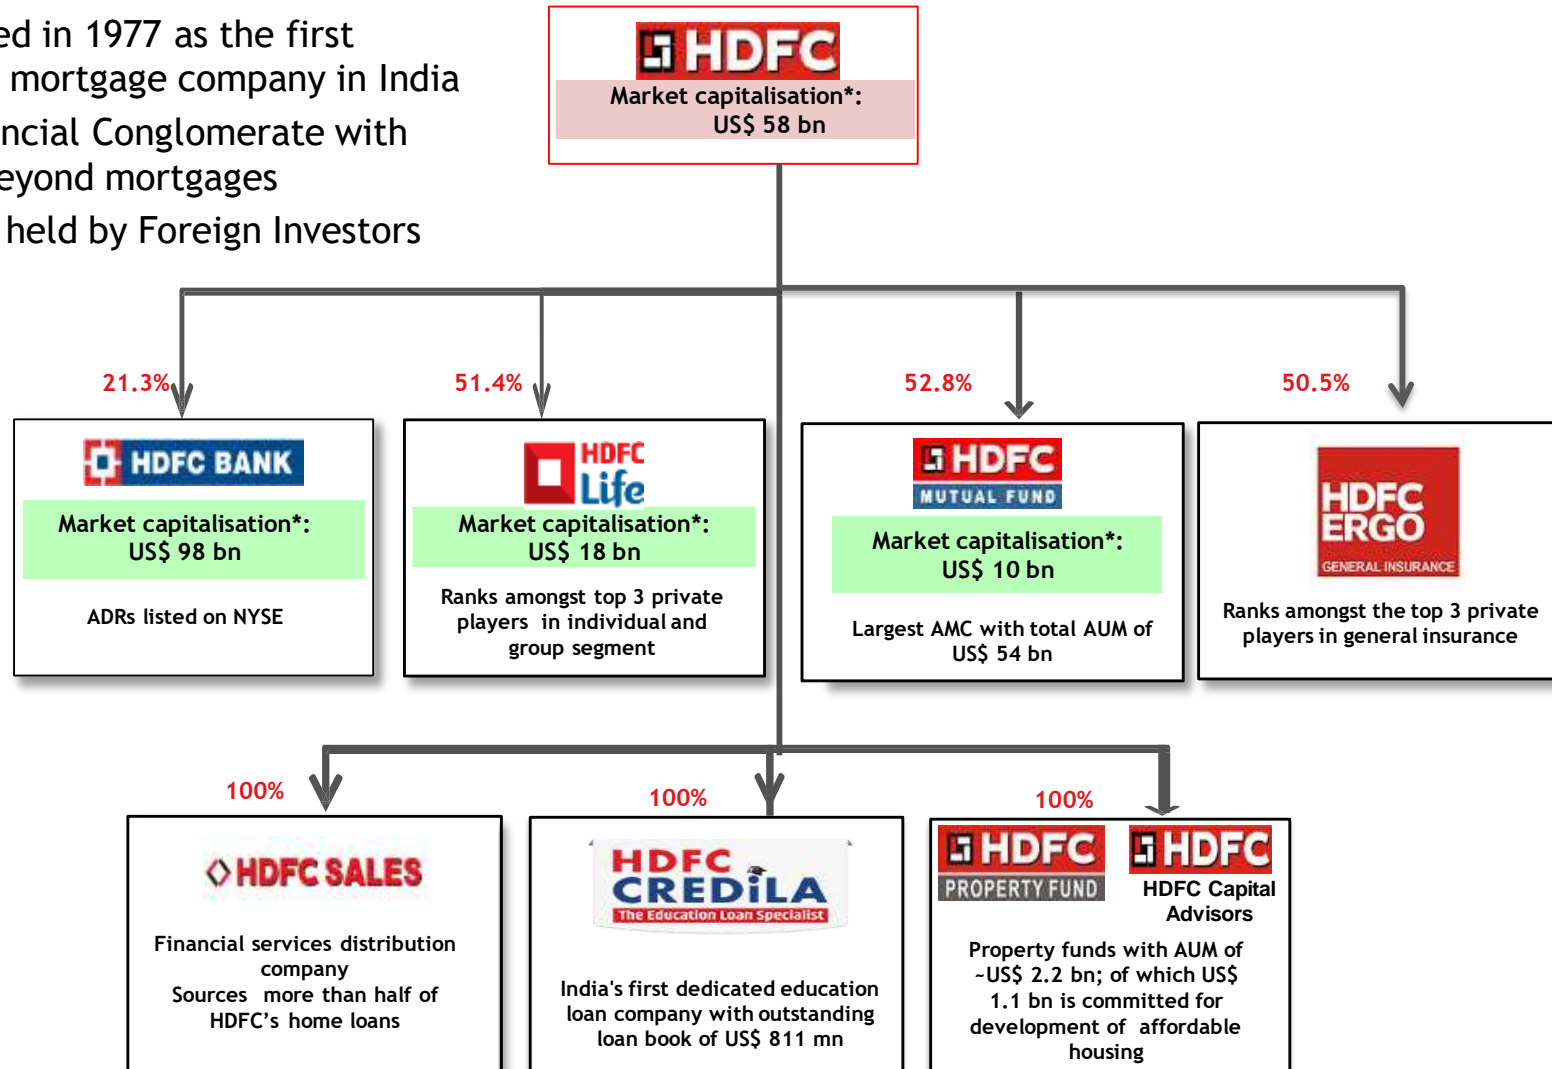 ed in 1977 as the first
mortgage company in India
ncial Conglomerate with
eyond mortgages
held by Foreign Investors
HDFC
Market capitalisation*:
US$ 58 bn
21.3%
51.4%
52.8%
50.5%
HDFC BANK
Market capitalisation*:
US$ 98 bn
ADRs listed on NYSE
HDFC
Life
Market capitalisation*:
US$ 18 bn
Ranks amongst top 3 private
players in individual and
group segment
HDFC
MUTUAL FUND
Market capitalisation*:
US$ 10 bn
Largest AMC with total AUM of
US$ 54 bn
HDFC
ERGO
GENERAL INSURANCE
Ranks amongst the top 3 private
players in general insurance
100%
100%
100%
HDFC SALES
Financial services distribution
company
Sources more than half of
HDFC's home loans
HDFC
CREDiLA
The Education Loan Specialist
India's first dedicated education
loan company with outstanding
loan book of US$ 811 mn
HDFC
PROPERTY FUND
HDFC
HDFC Capital
Advisors
Property funds with AUM of
~US$ 2.2 bn; of which US$
1.1 bn is committed for
development of affordable
housing